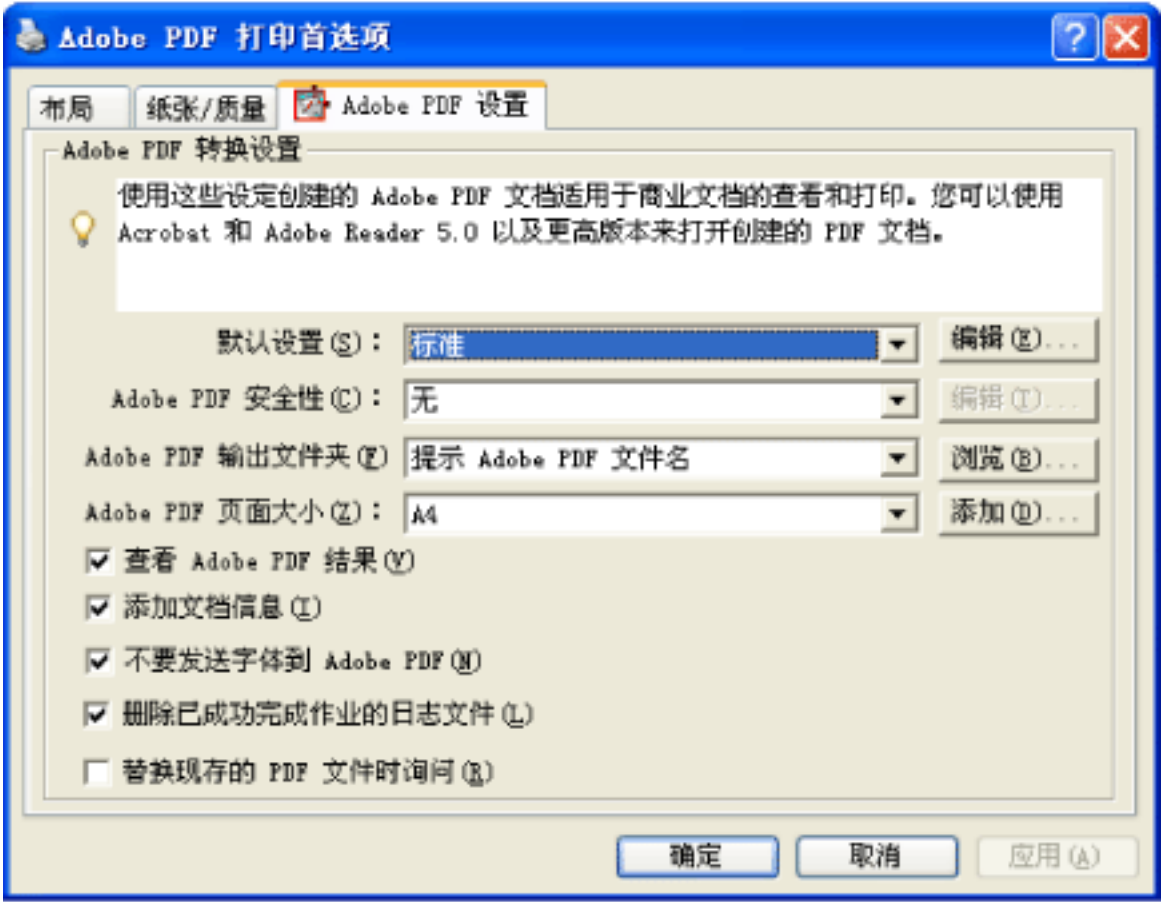 Adobe PDF 打印首选项
布局 纸张/质量 Adobe PDF 设置
Adobe PDF 转换设置
使用这些设定创建的 Adobe PDF 文档适用于商业文档的查看和打印。您可以使用
Acrobat 和 Adobe Reader 5.0 以及更高版本来打开创建的 PDF 文档。
默认设置(S): 标准 编辑(E)...
Adobe PDF 安全性(C): 无 编辑(T)...
Adobe PDF 输出文件夹(F) 提示 Adobe PDF 文件名 浏览(B)...
Adobe PDF 页面大小(Z): A4 添加(D)...
查看 Adobe PDF 结果(V)
添加文档信息(I)
不要发送字体到 Adobe PDF(N)
删除已成功完成作业的日志文件(L)
替换现存的 PDF 文件时询问(R)
确定 取消 应用(A)